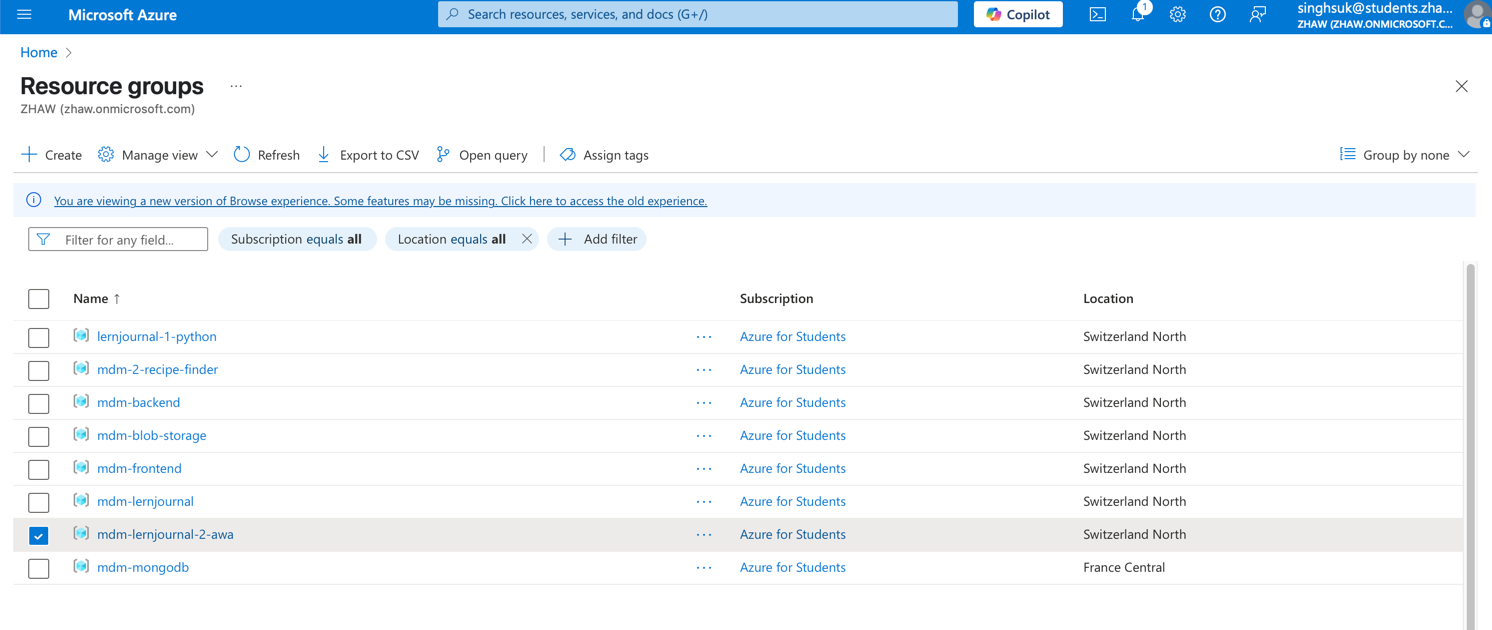 Microsoft Azure
Search resources, services, and docs (G+/)
Copilot
1
singhsuk@students.zha...
ZHAW (ZHAW.ONMICROSOFT.C...
Home
Resource groups ...
ZHAW (zhaw.onmicrosoft.com)
Create Manage view Refresh Export to CSV Open query Assign tags Group by none
You are viewing a new version of Browse experience. Some features may be missing. Click here to access the old experience.
Filter for any field... Subscription equals all Location equals all Add filter
Name ↑ Subscription Location
lernjournal-1-python ... Azure for Students Switzerland North
mdm-2-recipe-finder ... Azure for Students Switzerland North
mdm-backend ... Azure for Students Switzerland North
mdm-blob-storage ... Azure for Students Switzerland North
mdm-frontend ... Azure for Students Switzerland North
mdm-lernjournal ... Azure for Students Switzerland North
mdm-lernjournal-2-awa ... Azure for Students Switzerland North
mdm-mongodb ... Azure for Students France Central